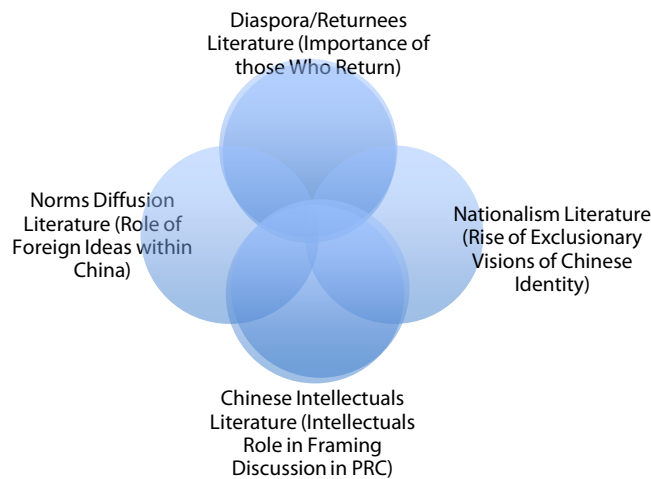 Diaspora/Returnees
Literature (Importance of
those Who Return)
Norms Diffusion
Literature (Role of
Foreign Ideas within
China)
Nationalism Literature
(Rise of Exclusionary
Visions of Chinese
Identity)
Chinese Intellectuals
Literature (Intellectuals
Role in Framing
Discussion in PRC)